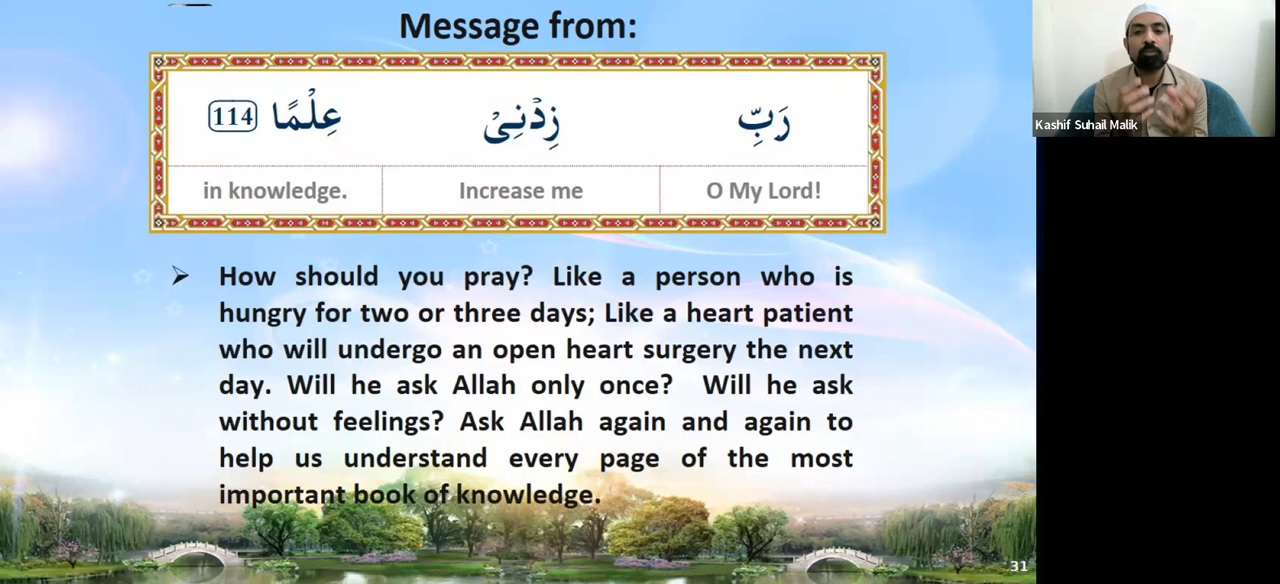 Message from:
رَبِّ زِدْنِیْ عِلْمًا 114
in knowledge. Increase me O My Lord!
➢ How should you pray? Like a person who is
hungry for two or three days; Like a heart patient
who will undergo an open heart surgery the next
day. Will he ask Allah only once? Will he ask
without feelings? Ask Allah again and again to
help us understand every page of the most
important book of knowledge.
31
Kashif Suhail Malik